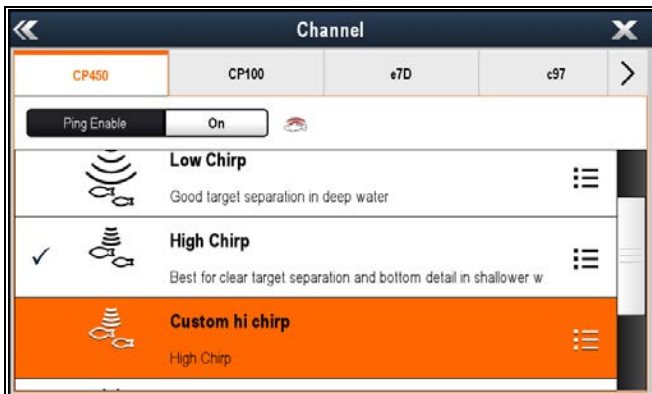 Channel
CP450 CP100 e7D c97
Ping Enable On
Low Chirp
Good target separation in deep water
High Chirp
Best for clear target separation and bottom detail in shallower w
Custom hi chirp
High Chirp